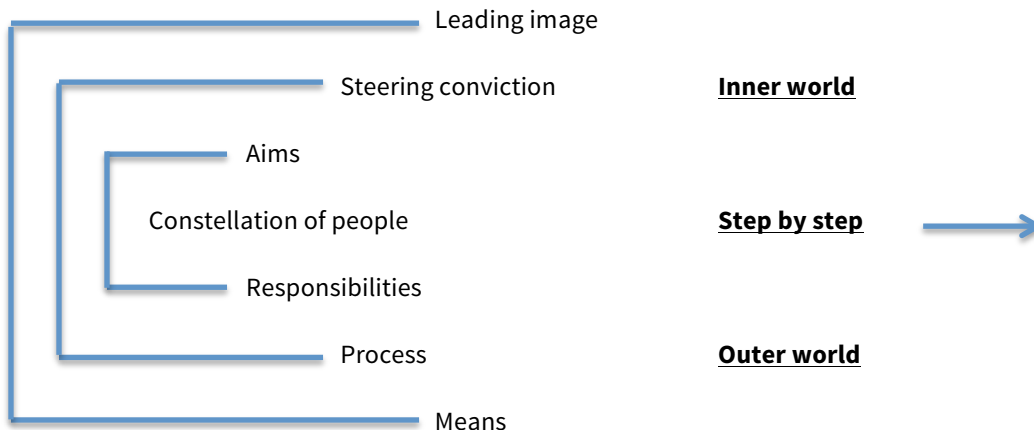 Leading image
Steering conviction
Inner world
Aims
Constellation of people
Step by step
Responsibilities
Process
Outer world
Means